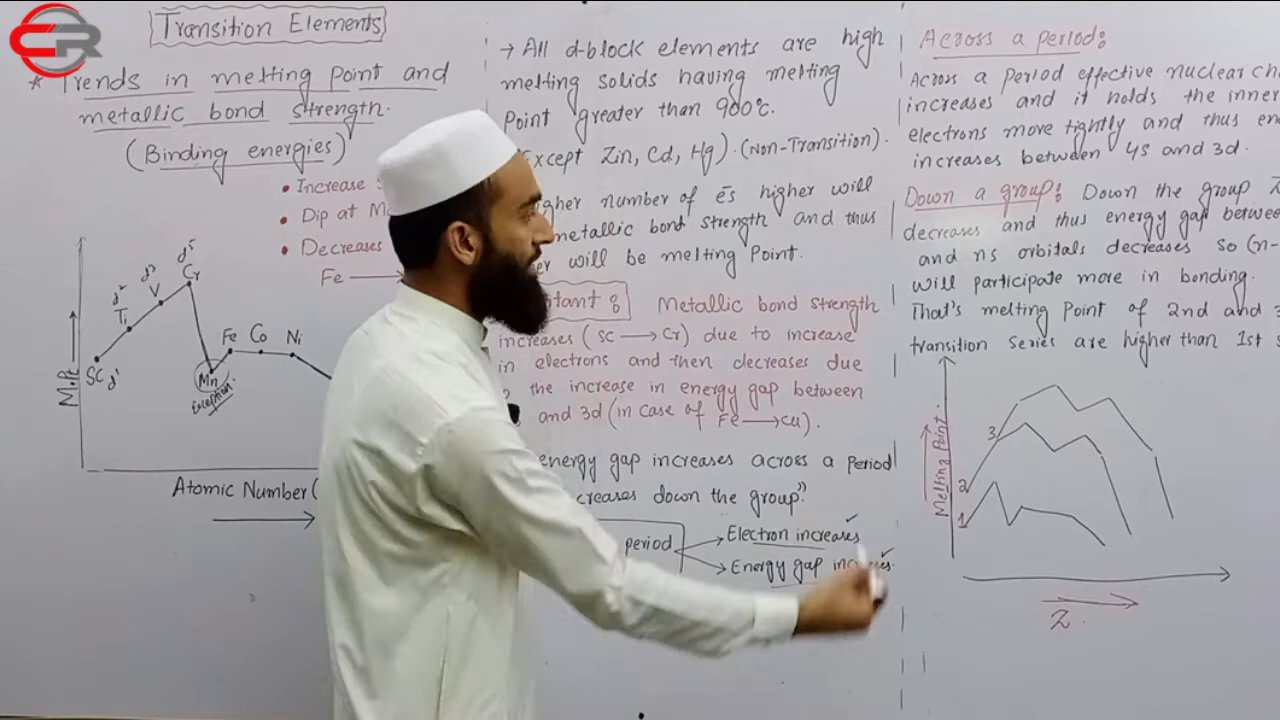 CR
Transition Elements
* Trends in melting Point and
metallic bond strength.
(Binding energies)
• Increase
• Dip at
• Decreases
Fe
d⁵
Cr
d³
V
d²
Ti
Sc d¹
Mn
Exception.
Fe Co Ni
M.P
Atomic Number (
→ All d-block elements are high
melting solids having melting
Point greater than 900°C.
Except Zin, Cd, Hg). (Non-Transition).
number of ēs higher will
metallic bond strength and thus
will be melting Point.
Metallic bond strength
increases (Sc → Cr) due to increase
in electrons and then decreases due
the increase in energy gap between
and 3d (in case of Fe → Cu).
energy gap increases across a period
down the group."
period
→ Electron increases ✓
→ Energy gap
Across a period:
Across a Period effective nuclear
increases and it holds the inner
electrons move tightly and thus
increases between 4s and 3d.
Down a group: Down the group Z
decreases and thus energy gap
and ns orbitals decreases so (n-
will participate more in bonding.
That's melting Point of 2nd and
transition series are higher than 1st
Melting Point.
3
2
1
Z.